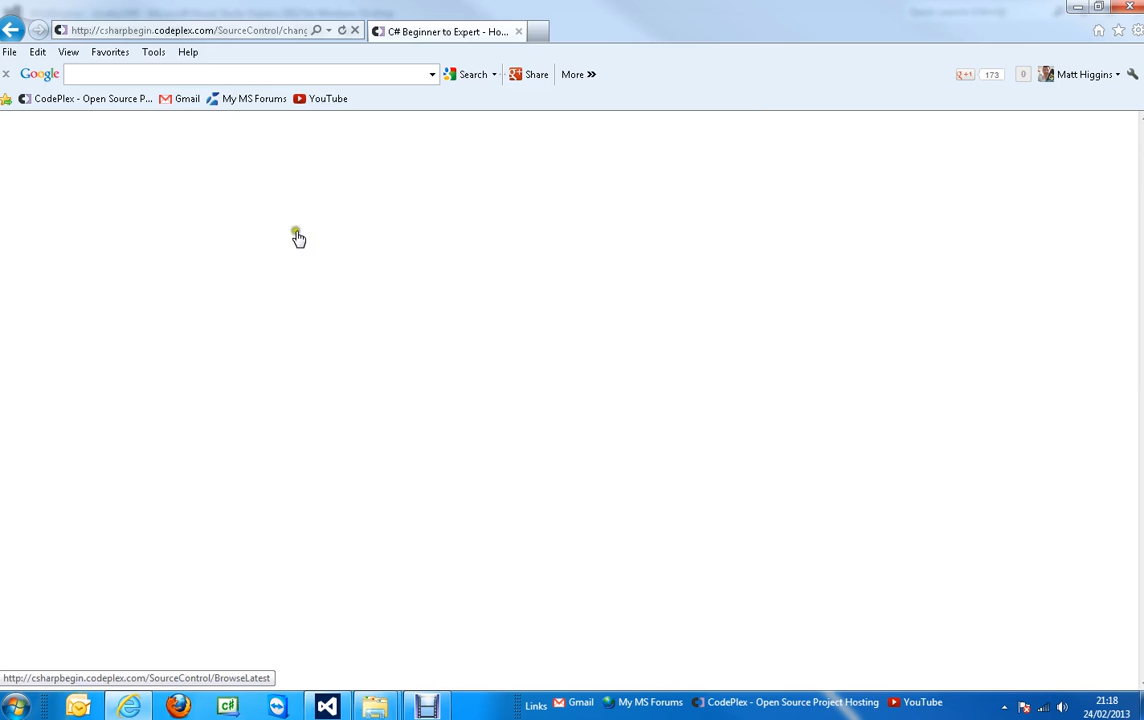 http://csharpbegin.codeplex.com/SourceControl/chang
C# Beginner to Expert - Ho...
File Edit View Favorites Tools Help
Google Search Share More »
+1 173 0 Matt Higgins
CodePlex - Open Source P... Gmail My MS Forums YouTube
http://csharpbegin.codeplex.com/SourceControl/BrowseLatest
C# Links Gmail My MS Forums CodePlex - Open Source Project Hosting YouTube
21:18
24/02/2013